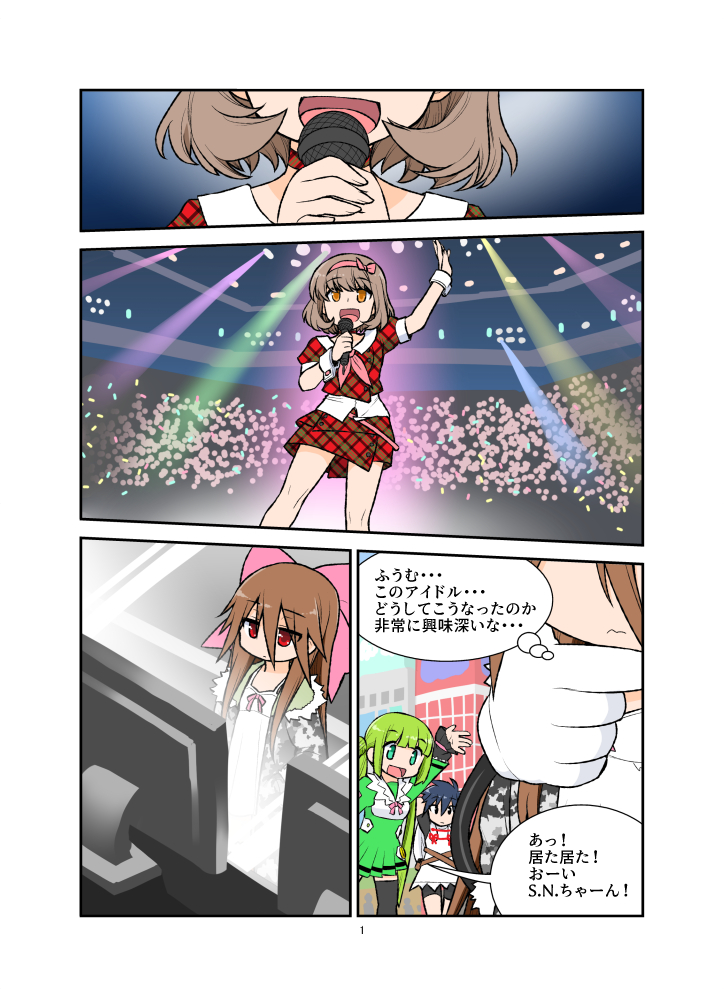 ふうむ・・・
このアイドル・・・
どうしてこうなったのか
非常に興味深いな・・・
あっ！
居た居た！
おーい
S.N.ちゃーん！
1